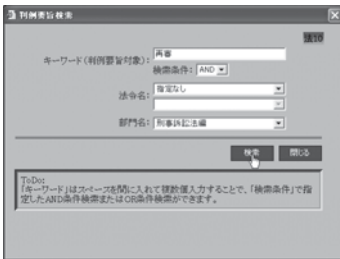 判例要旨検索
キーワード(判例要旨対象): 再審
検索条件: AND
法令名: 指定なし
部門名: 刑事訴訟法編
検索 閉じる
ToDo:
「キーワード」はスペースを間に入れて複数値入力することで、「検索条件」で指
定したAND条件検索またはOR条件検索ができます。